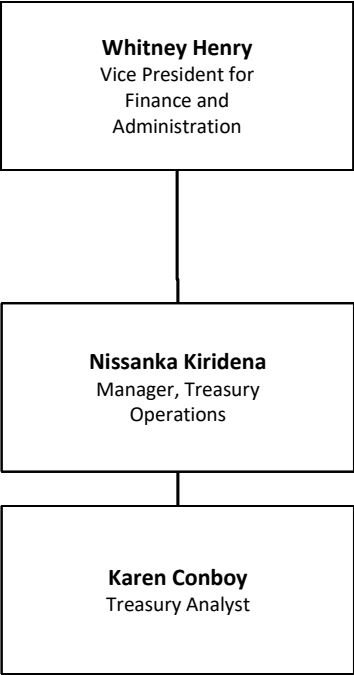 Whitney Henry
Vice President for
Finance and
Administration
Nissanka Kiridena
Manager, Treasury
Operations
Karen Conboy
Treasury Analyst